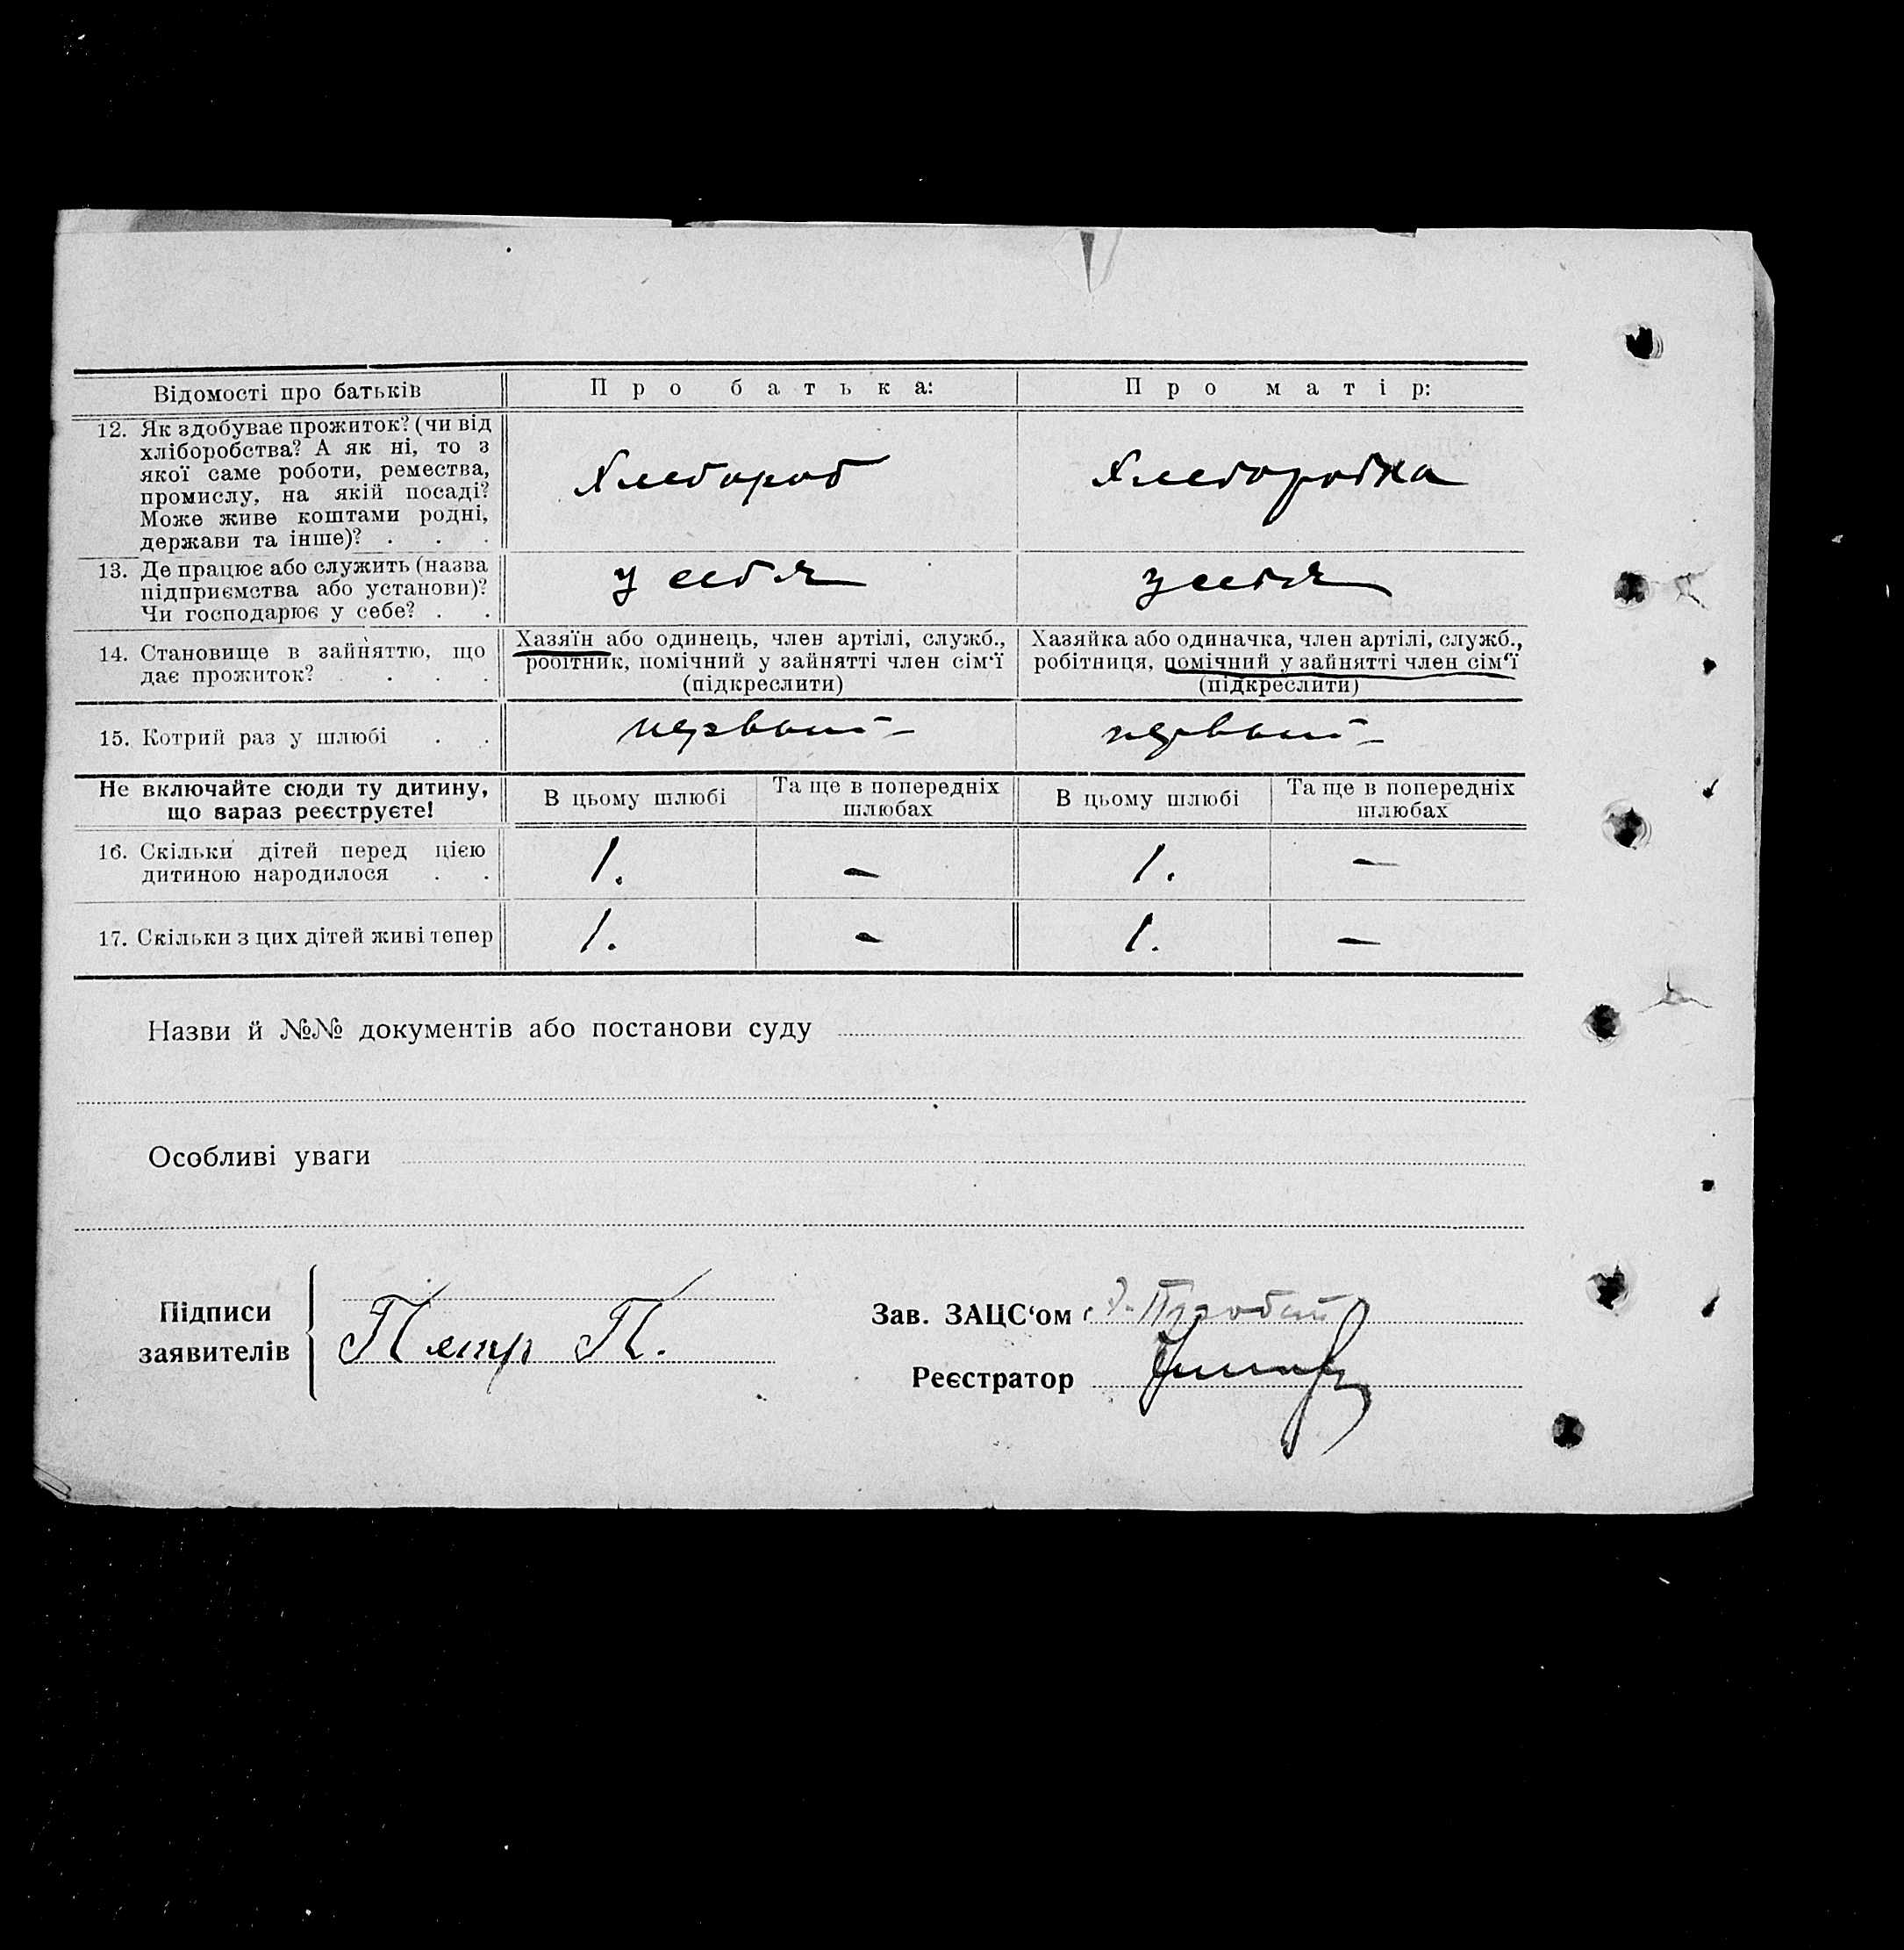 Відомості про батьків
П р о б а т ь к а:
П р о м а т і р:
12. Як здобуває прожиток? (чи від
хліборобства? А як ні, то з
якої саме роботи, ремества,
промислу, на якій посаді?
Може живе коштами родні,
держави та інше)? . . .
Хлебороб
Хлеборобка
13. Де працює або служить (назва
підприємства або установи)?
Чи господарює у себе? . .
у себя
у себя
14. Становище в зайняттю, що
дає прожиток? . . . .
Хазяїн або одинець, член артілі, служб.,
робітник, помічний у зайнятті член сім‘ї
(підкреслити)
Хазяйка або одиначка, член артілі, служб.,
робітниця, помічний у зайнятті член сім‘ї
(підкреслити)
15. Котрий раз у шлюбі . .
первый
первый
Не включайте сюди ту дитину,
що зараз реєструєте!
В цьому шлюбі
Та ще в попередніх
шлюбах
В цьому шлюбі
Та ще в попередніх
шлюбах
16. Скільки дітей перед цією
дитиною народилося . .
1. – 1. –
17. Скільки з цих дітей живі тепер
1. – 1. –
Назви й №№ документів або постанови суду
Особливі уваги
Підписи
заявителів
Петр П.
Зав. ЗАЦС‘ом
Реєстратор